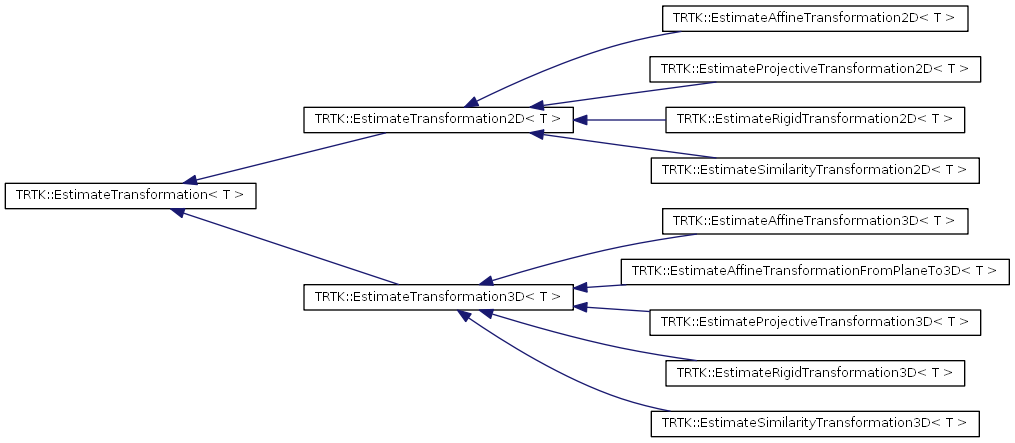 TRTK::EstimateAffineTransformation2D< T >
TRTK::EstimateProjectiveTransformation2D< T >
TRTK::EstimateTransformation2D< T >
TRTK::EstimateRigidTransformation2D< T >
TRTK::EstimateSimilarityTransformation2D< T >
TRTK::EstimateTransformation< T >
TRTK::EstimateAffineTransformation3D< T >
TRTK::EstimateAffineTransformationFromPlaneTo3D< T >
TRTK::EstimateTransformation3D< T >
TRTK::EstimateProjectiveTransformation3D< T >
TRTK::EstimateRigidTransformation3D< T >
TRTK::EstimateSimilarityTransformation3D< T >